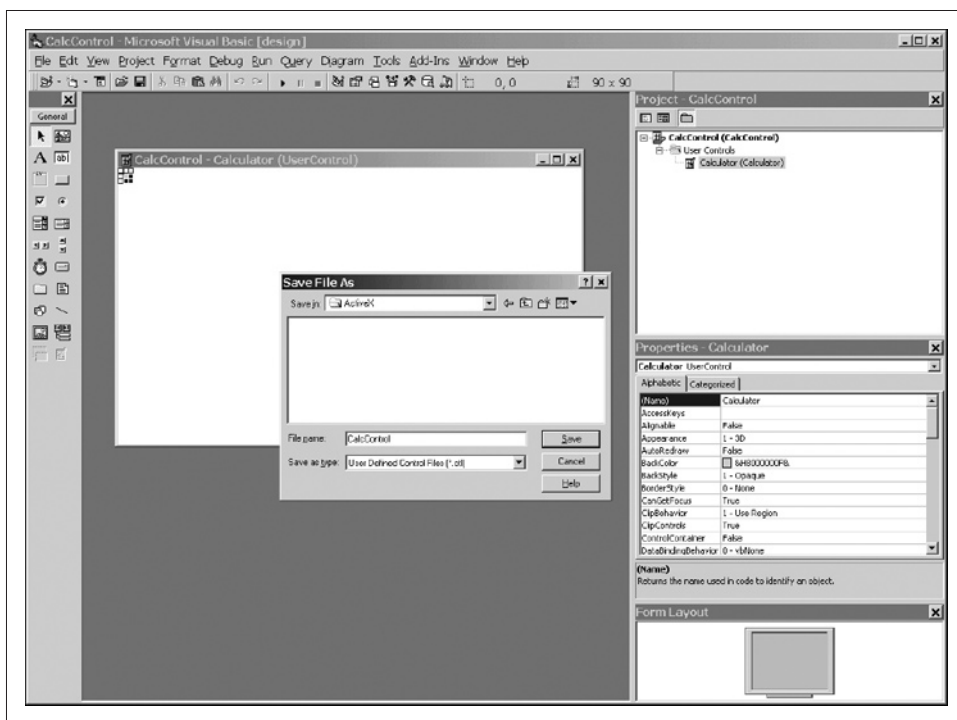 CalcControl - Microsoft Visual Basic [design]
File Edit View Project Format Debug Run Query Diagram Tools Add-Ins Window Help
0,0 90 x 90
General
A ab|
CalcControl - Calculator (UserControl)
Save File As
Save in: ActiveX
File name: CalcControl Save
Save as type: User Defined Control Files (*.ctl) Cancel
Help
Project - CalcControl
CalcControl (CalcControl)
User Controls
Calculator (Calculator)
Properties - Calculator
Calculator UserControl
Alphabetic Categorized
(Name) Calculator
AccessKeys
Alignable False
Appearance 1 - 3D
AutoRedraw False
BackColor &H8000000F&
BackStyle 1 - Opaque
BorderStyle 0 - None
CanGetFocus True
ClipBehavior 1 - Use Region
ClipControls True
ControlContainer False
DataBindingBehavior 0 - vbNone
(Name)
Returns the name used in code to identify an object.
Form Layout